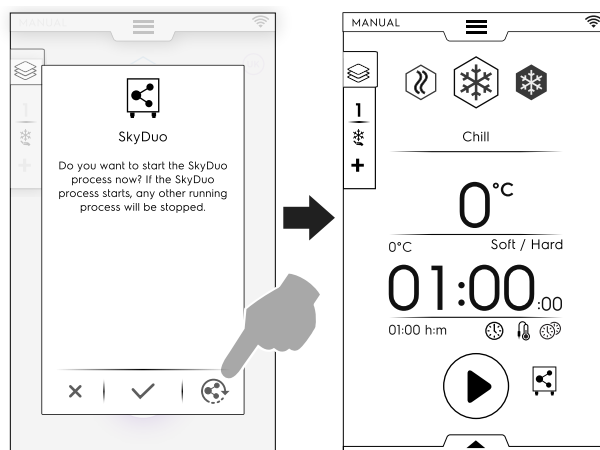 MANUAL
1
SkyDuo
Do you want to start the SkyDuo
process now? If the SkyDuo
process starts, any other running
process will be stopped.
MANUAL
1
Chill
0°C
0°C Soft / Hard
01:00:00
01:00 h:m